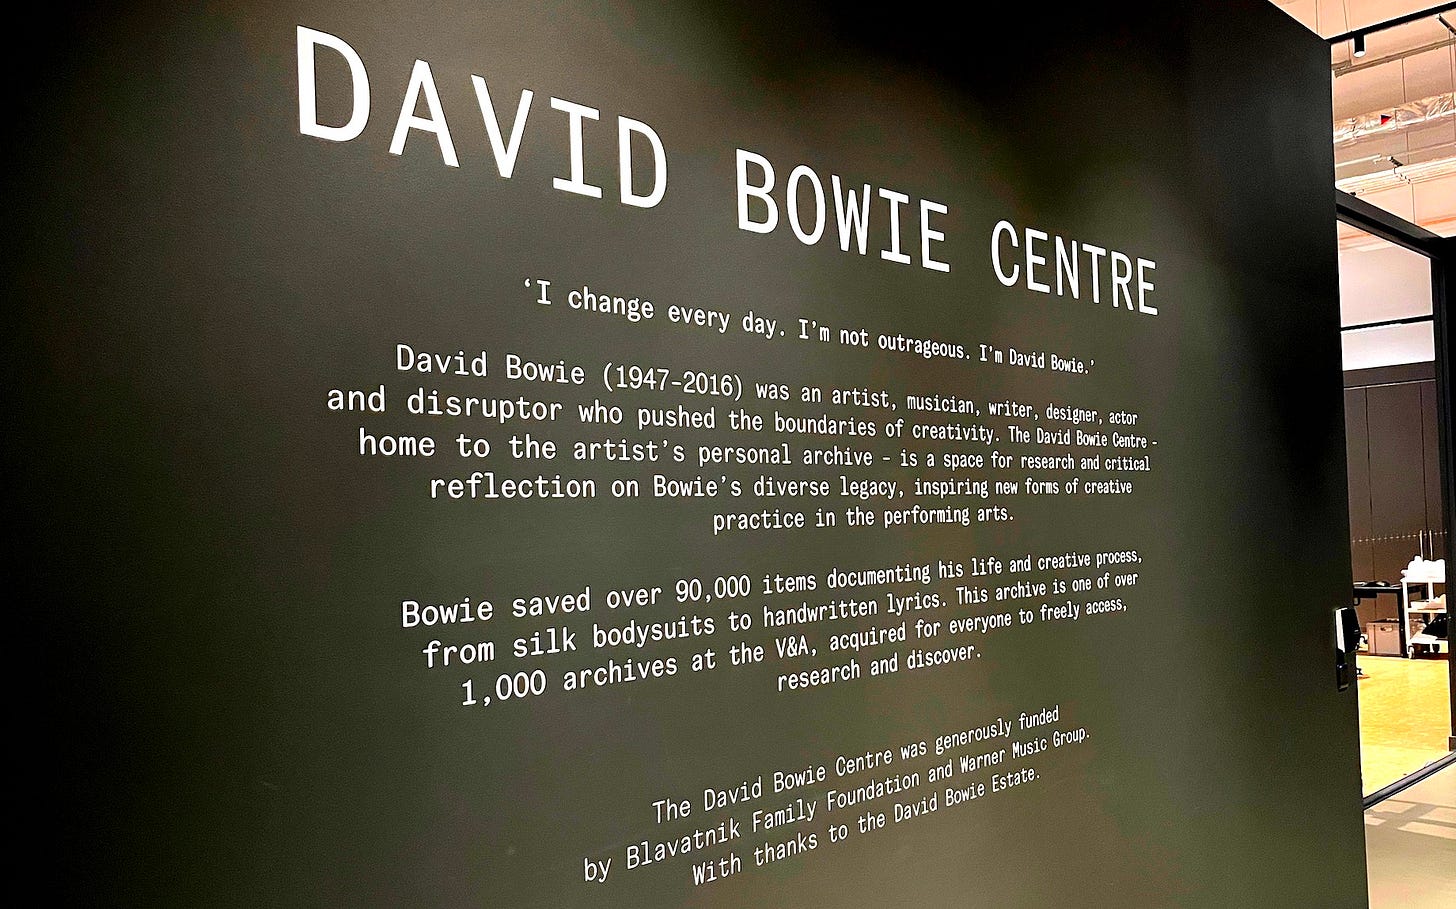 DAVID BOWIE CENTRE
‘I change every day. I’m not outrageous. I’m David Bowie.’
David Bowie (1947-2016) was an artist, musician, writer, designer, actor
and disruptor who pushed the boundaries of creativity. The David Bowie Centre -
home to the artist’s personal archive - is a space for research and critical
reflection on Bowie’s diverse legacy, inspiring new forms of creative
practice in the performing arts.
Bowie saved over 90,000 items documenting his life and creative process,
from silk bodysuits to handwritten lyrics. This archive is one of over
1,000 archives at the V&A, acquired for everyone to freely access,
research and discover.
The David Bowie Centre was generously funded
by Blavatnik Family Foundation and Warner Music Group.
With thanks to the David Bowie Estate.